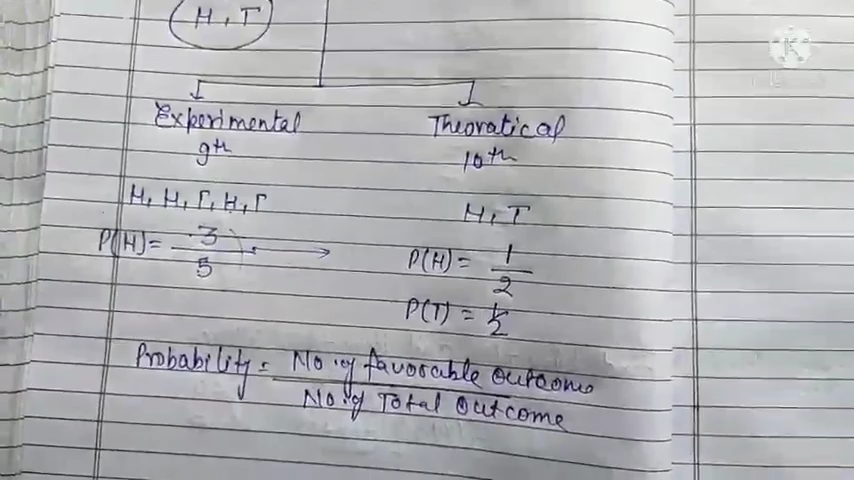 H, T
Experimental
9th
H, H, T, H, T
P(H) = 3/5
Theoratical
10th
H, T
P(H) = 1/2
P(T) = 1/2
Probability = No. of favorable outcome
No. of Total Outcome